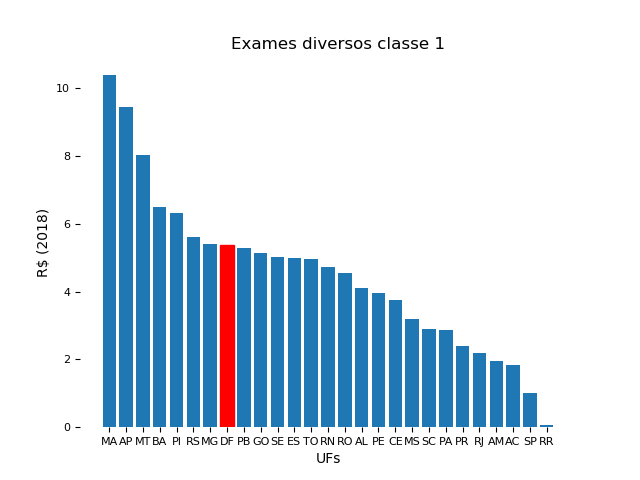 Exames diversos classe 1
10
8
6
4
2
0
R$ (2018)
MA AP MT BA PI RS MG DF PB GO SE ES TO RN RO AL PE CE MS SC PA PR RJ AM AC SP RR
UFs